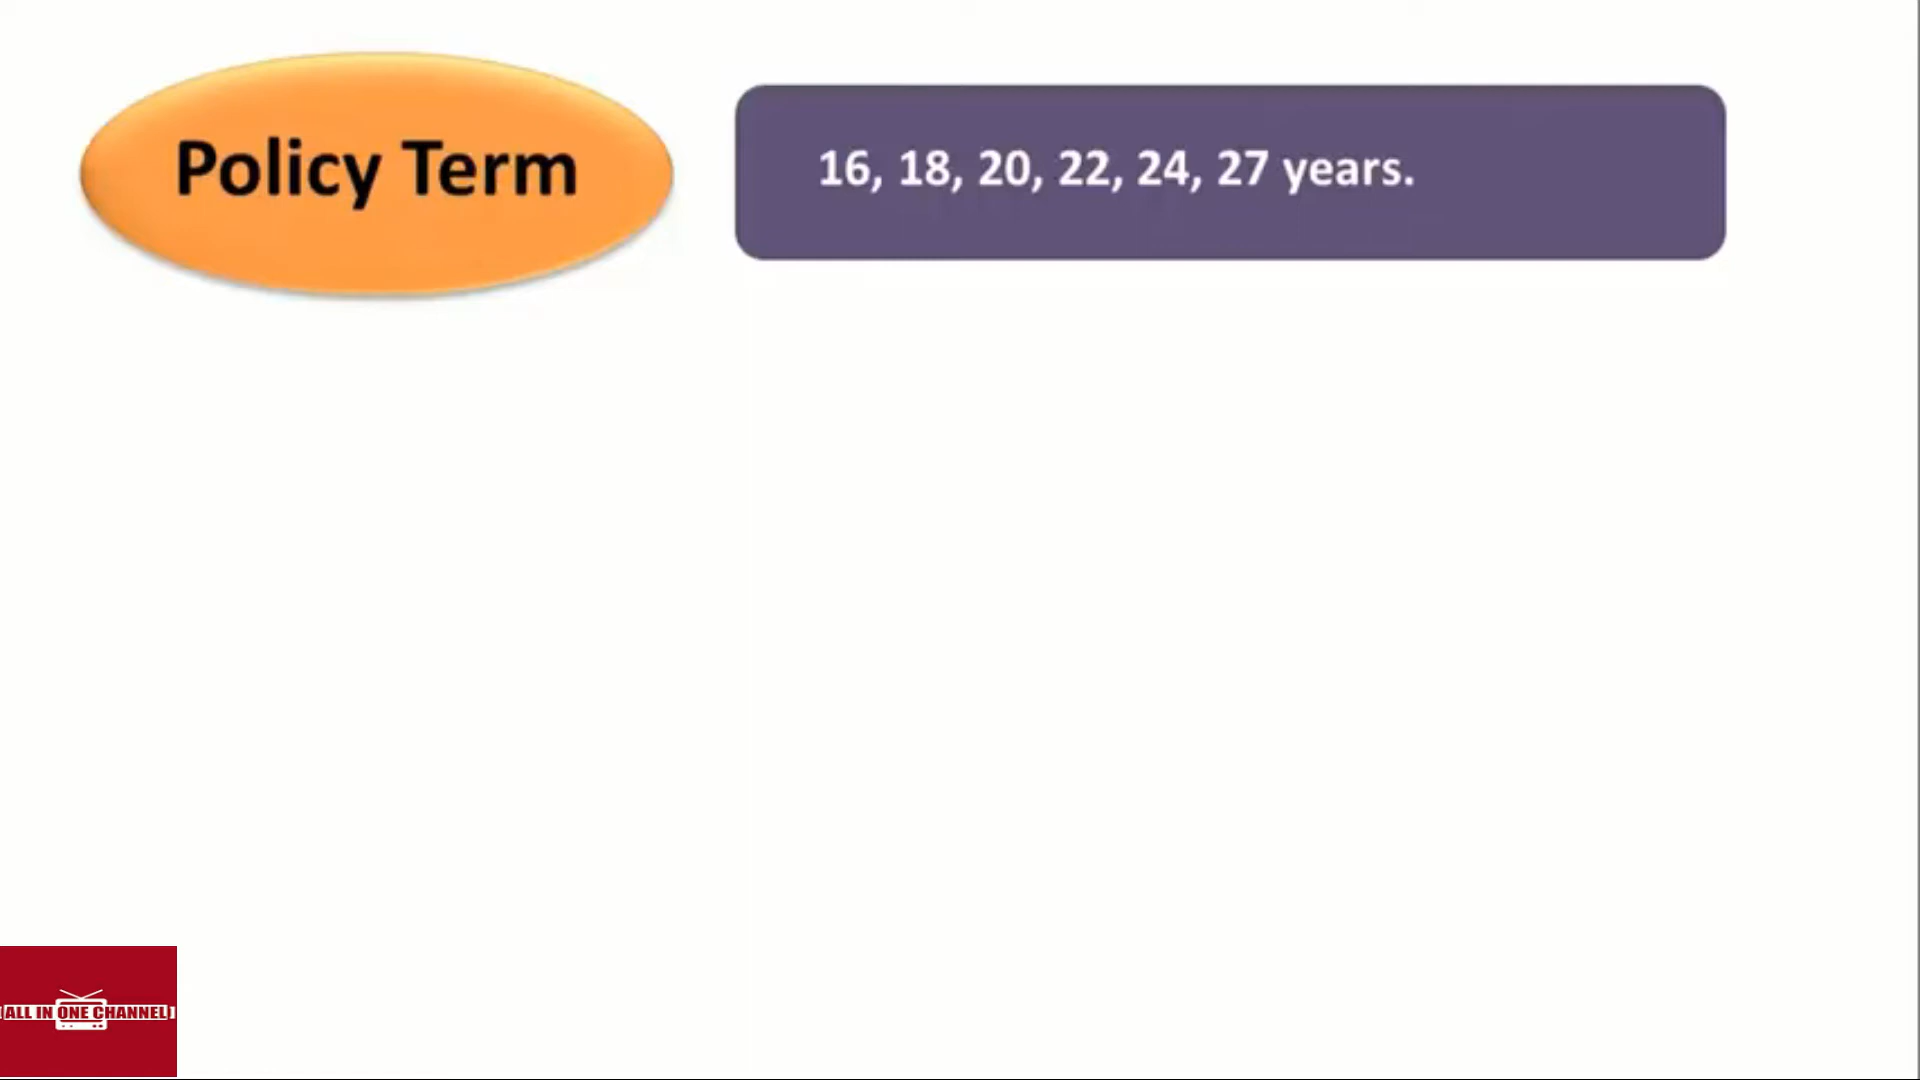 Policy Term
16, 18, 20, 22, 24, 27 years.
ALL IN ONE CHANNEL